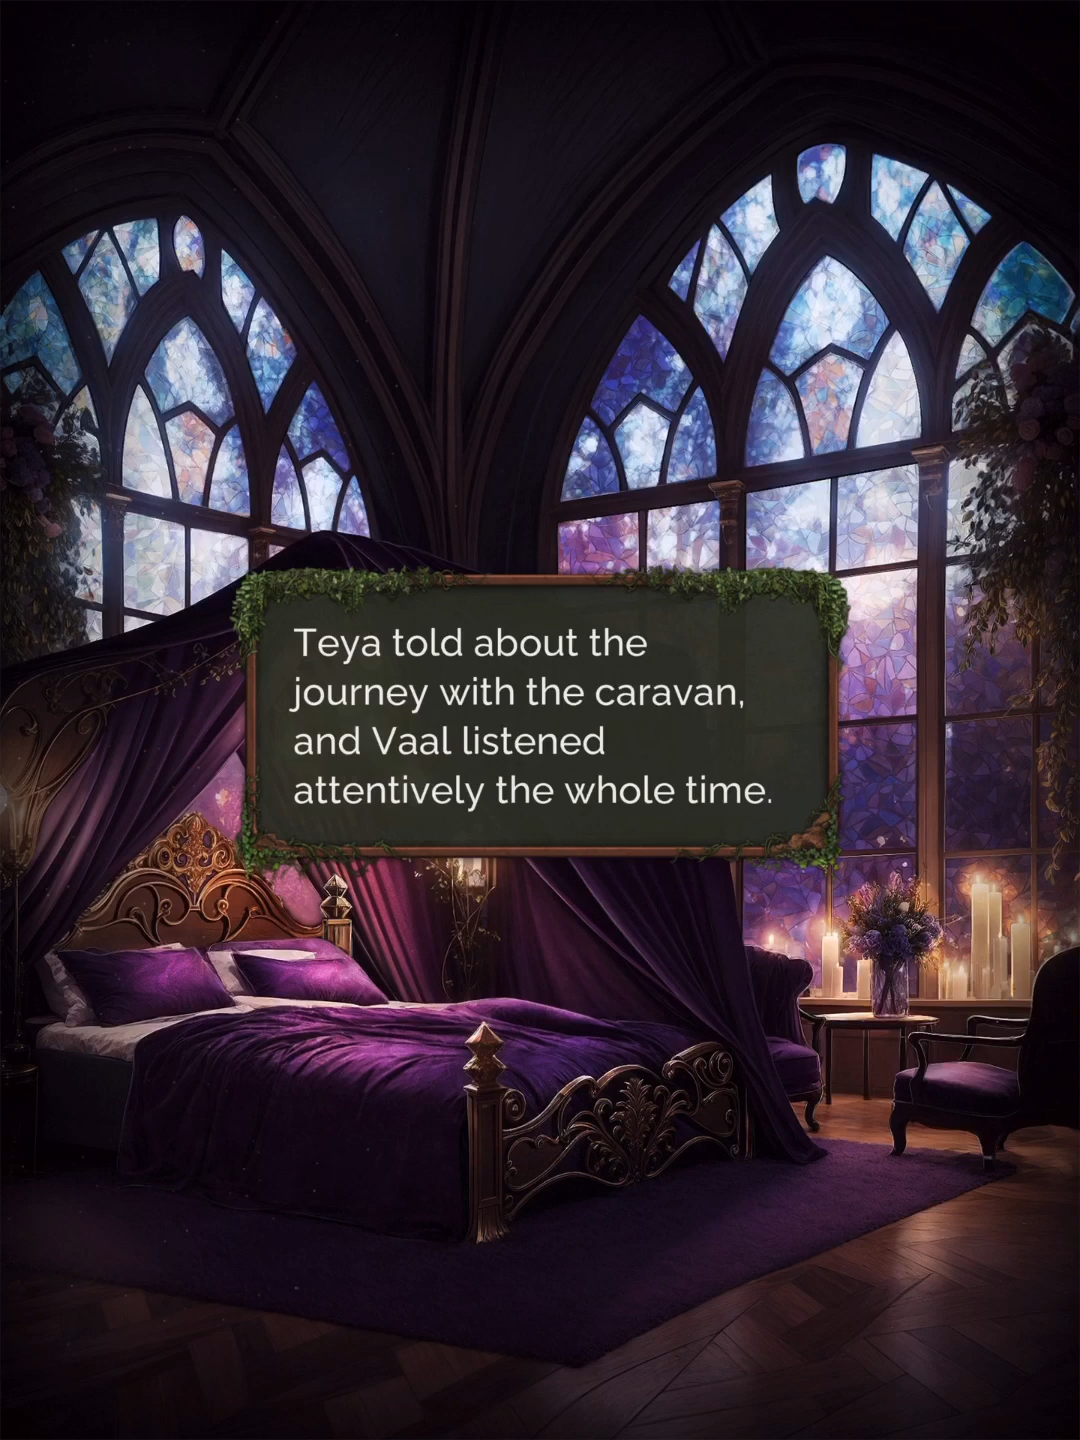 Teya told about the
journey with the caravan,
and Vaal listened
attentively the whole time.